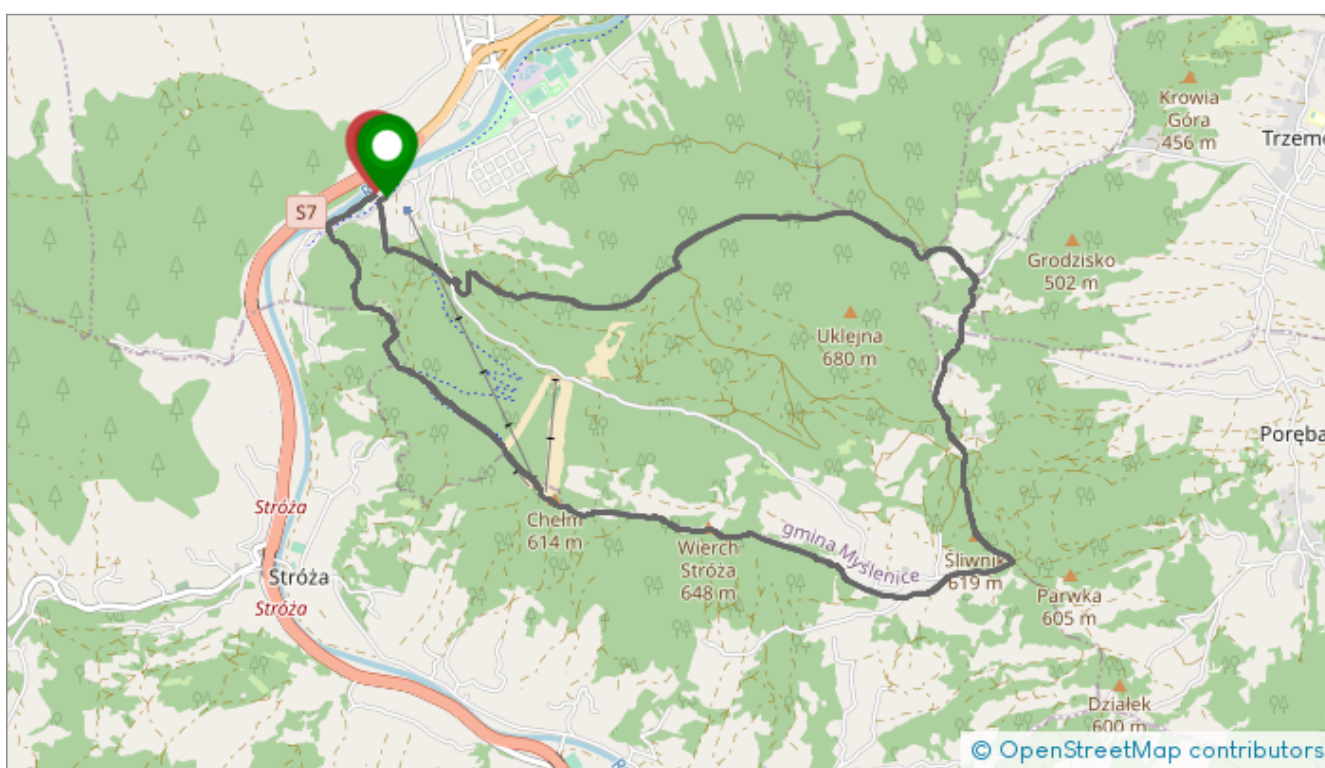 Krowia
Góra
456 m
Trzem
S7
Grodzisko
502 m
Uklejna
680 m
Poręba
Stróża
Chełm
614 m
gmina Myślenice
Wierch
Stróża
648 m
Śliwnik
619 m
Stróża
Parwka
605 m
Stróża
Działek
600 m
© OpenStreetMap contributors